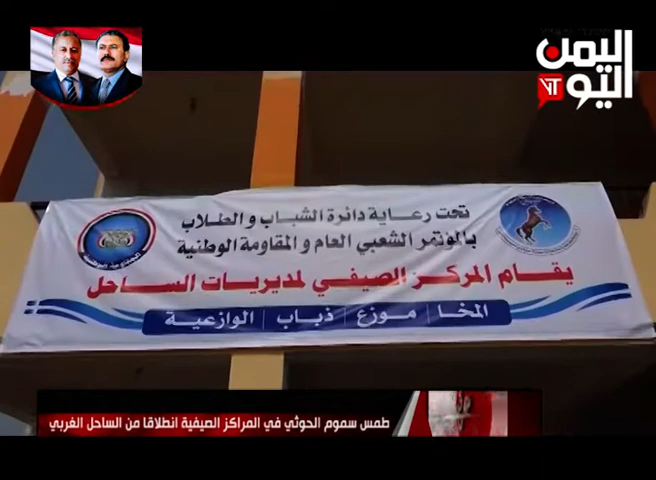 اليمن
اليوم
YT
تحت رعاية دائرة الشباب و الطلاب
بالمؤتمر الشعبي العام و المقاومة الوطنية
يقام المركز الصيفي لمديريات الساحل
المخا | موزع | ذباب | الوازعية
طمس سموم الحوثي في المراكز الصيفية انطلاقا من الساحل الغربي